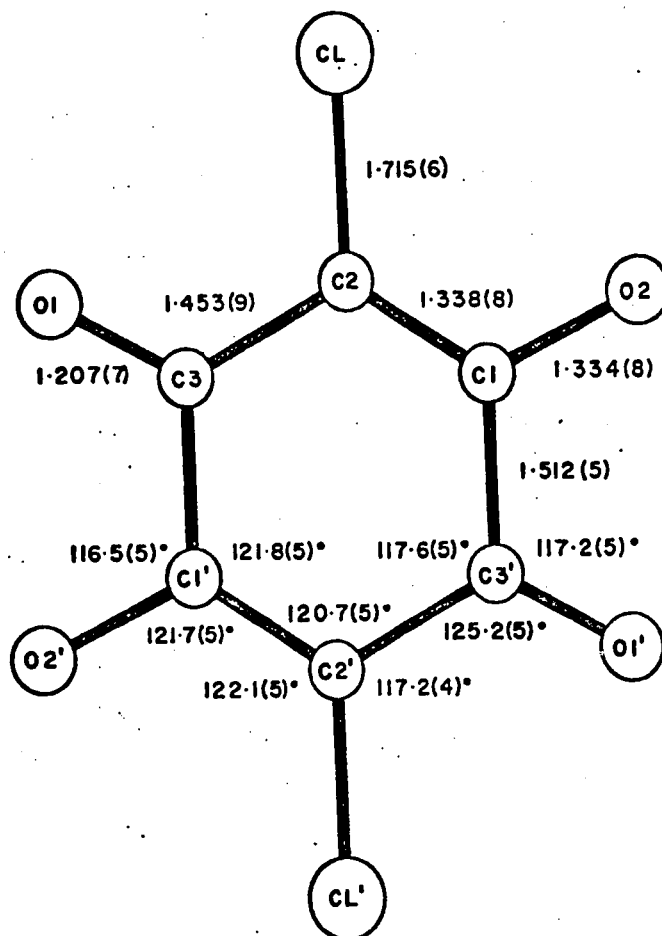 CL
1·715(6)
C2
O1 1·453(9) 1·338(8) O2
1·207(7) C3 C1 1·334(8)
1·512(5)
116·5(5)° 121·8(5)° 117·6(5)° 117·2(5)°
C1' C3'
121·7(5)° 120·7(5)° 125·2(5)°
O2' C2' O1'
122·1(5)° 117·2(4)°
CL'